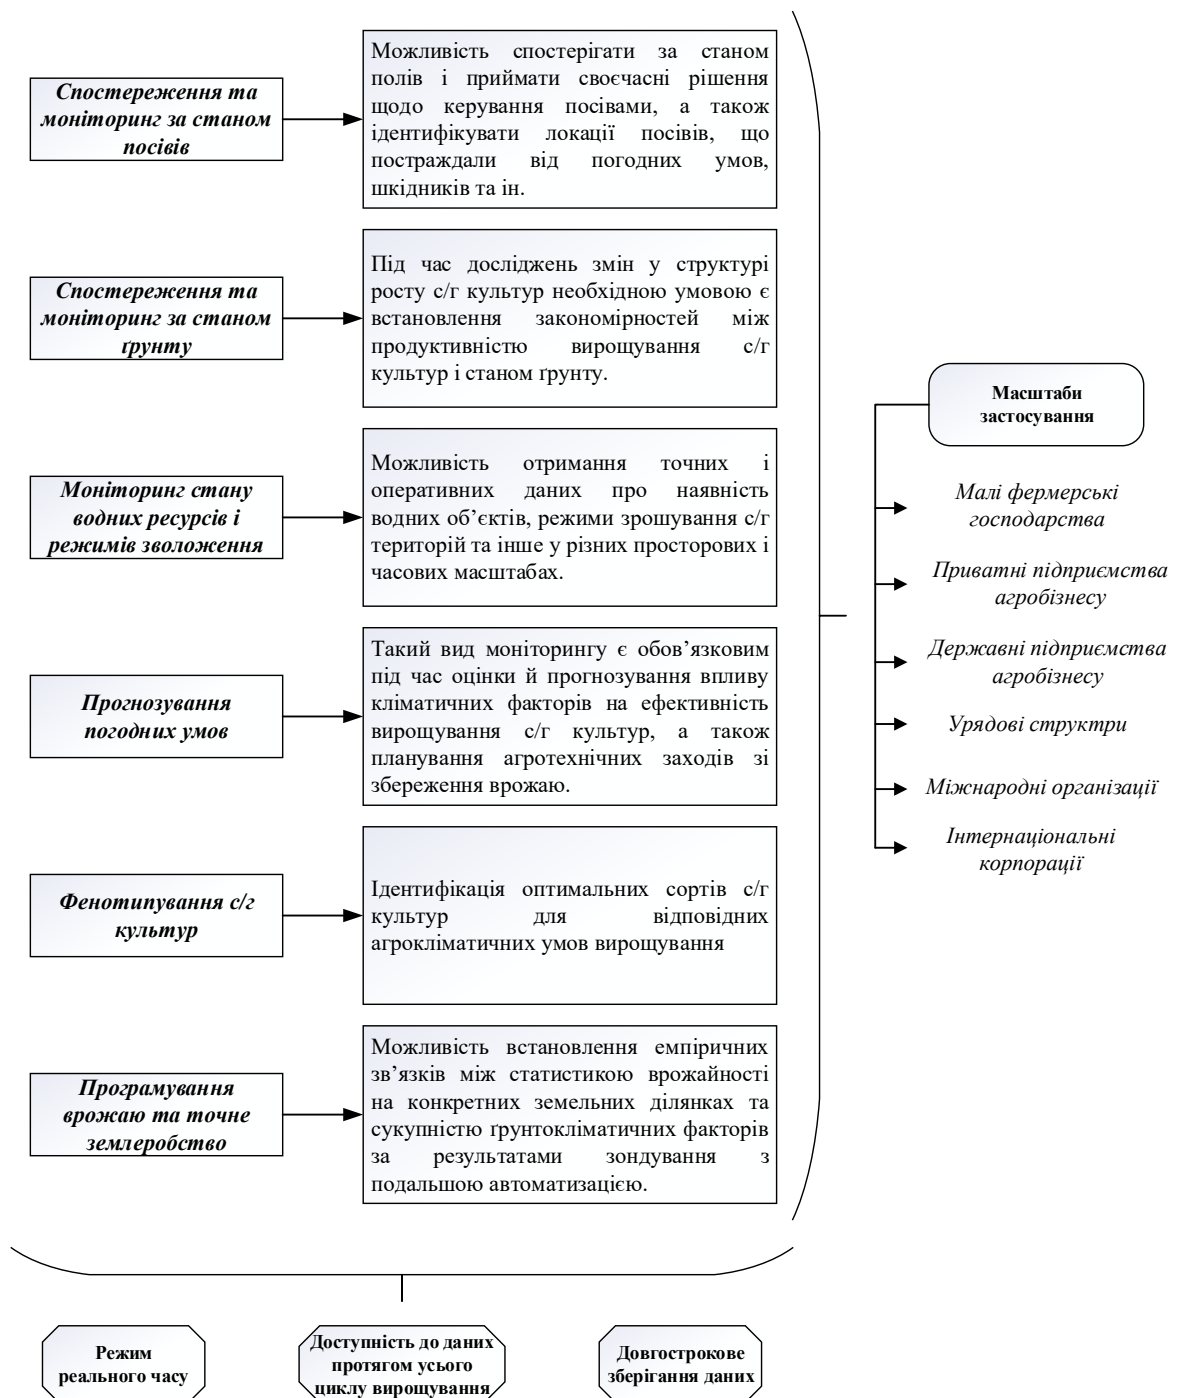 Спостереження та
моніторинг за станом
посівів
Можливість спостерігати за станом
полів і приймати своєчасні рішення
щодо керування посівами, а також
ідентифікувати локації посівів, що
постраждали від погодних умов,
шкідників та ін.
Спостереження та
моніторинг за станом
ґрунту
Під час досліджень змін у структурі
росту с/г культур необхідною умовою є
встановлення закономірностей між
продуктивністю вирощування с/г
культур і станом ґрунту.
Моніторинг стану
водних ресурсів і
режимів зволоження
Можливість отримання точних і
оперативних даних про наявність
водних об’єктів, режими зрошування с/г
територій та інше у різних просторових і
часових масштабах.
Прогнозування
погодних умов
Такий вид моніторингу є обов’язковим
під час оцінки й прогнозування впливу
кліматичних факторів на ефективність
вирощування с/г культур, а також
планування агротехнічних заходів зі
збереження врожаю.
Фенотипування с/г
культур
Ідентифікація оптимальних сортів с/г
культур для відповідних
агрокліматичних умов вирощування
Програмування
врожаю та точне
землеробство
Можливість встановлення емпіричних
зв’язків між статистикою врожайності
на конкретних земельних ділянках та
сукупністю ґрунтокліматичних факторів
за результатами зондування з
подальшою автоматизацією.
Масштаби
застосування
Малі фермерські
господарства
Приватні підприємства
агробізнесу
Державні підприємства
агробізнесу
Урядові структри
Міжнародні організації
Інтернаціональні
корпорації
Режим
реального часу
Доступність до даних
протягом усього
циклу вирощування
Довгострокове
зберігання даних